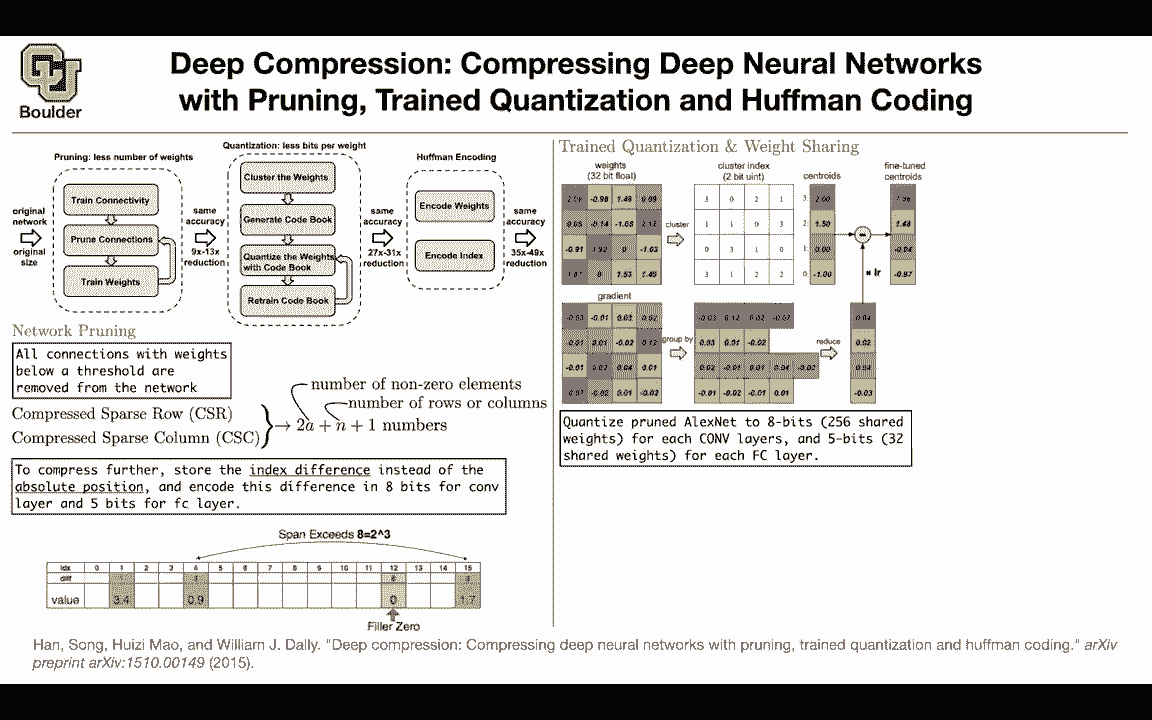 Boulder
Deep Compression: Compressing Deep Neural Networks
with Pruning, Trained Quantization and Huffman Coding
Pruning: less number of weights
original
network
original
size
Train Connectivity
Prune Connections
Train Weights
same
accuracy
9x-13x
reduction
Quantization: less bits per weight
Cluster the Weights
Generate Code Book
Quantize the Weights
with Code Book
Retrain Code Book
same
accuracy
27x-31x
reduction
Huffman Encoding
Encode Weights
Encode Index
same
accuracy
35x-49x
reduction
Network Pruning
All connections with weights
below a threshold are
removed from the network
number of non-zero elements
number of rows or columns
Compressed Sparse Row (CSR)
Compressed Sparse Column (CSC)
→ 2a + n + 1 numbers
To compress further, store the index difference instead of the
absolute position, and encode this difference in 8 bits for conv
layer and 5 bits for fc layer.
Span Exceeds 8=2^3
idx 0 1 2 3 4 5 6 7 8 9 10 11 12 13 14 15
diff 1 3 8 3
value 3.4 0.9 0 1.7
Filler Zero
Trained Quantization & Weight Sharing
weights
(32 bit float)
2.09 -0.98 1.48 0.09
0.05 -0.14 -1.08 2.12
-0.91 1.92 0 -1.03
1.87 0 1.53 1.49
cluster
cluster index
(2 bit uint)
3 0 2 1
1 1 0 3
0 3 1 0
3 1 2 2
centroids
3: 2.00
2: 1.50
1: 0.00
0: -1.00
fine-tuned
centroids
1.96
1.48
-0.04
-0.97
× lr
gradient
-0.03 -0.01 0.03 0.02
-0.01 0.01 -0.02 0.12
-0.01 0.02 0.04 0.01
-0.07 -0.02 0.01 -0.02
group by
-0.03 0.12 0.02 -0.07
0.03 0.01 -0.02
0.02 -0.01 0.01 0.04 -0.02
-0.01 -0.02 -0.01 0.01
reduce
0.04
0.02
0.04
-0.03
Quantize pruned AlexNet to 8-bits (256 shared
weights) for each CONV layers, and 5-bits (32
shared weights) for each FC layer.
Han, Song, Huizi Mao, and William J. Dally. "Deep compression: Compressing deep neural networks with pruning, trained quantization and huffman coding." arXiv
preprint arXiv:1510.00149 (2015).